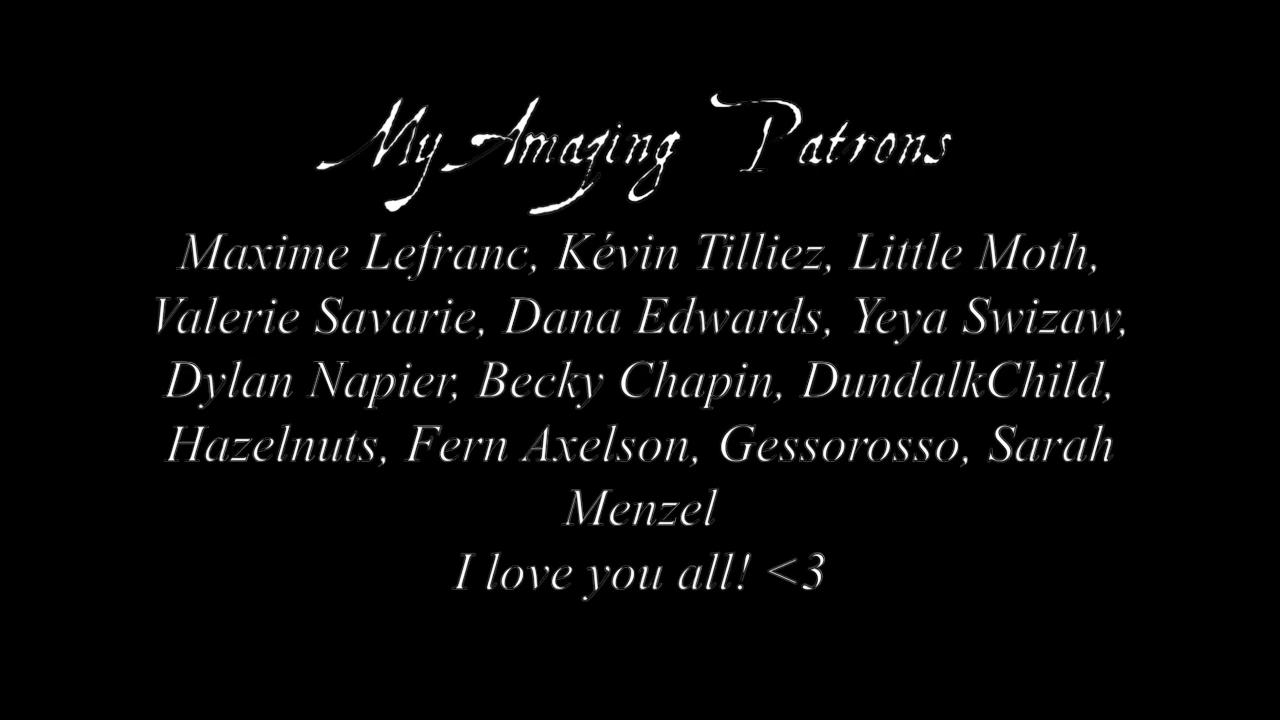 My Amazing Patrons
Maxime Lefranc, Kévin Tilliez, Little Moth,
Valerie Savarie, Dana Edwards, Yeya Swizaw,
Dylan Napier, Becky Chapin, DundalkChild,
Hazelnuts, Fern Axelson, Gessorosso, Sarah
Menzel
I love you all! <3